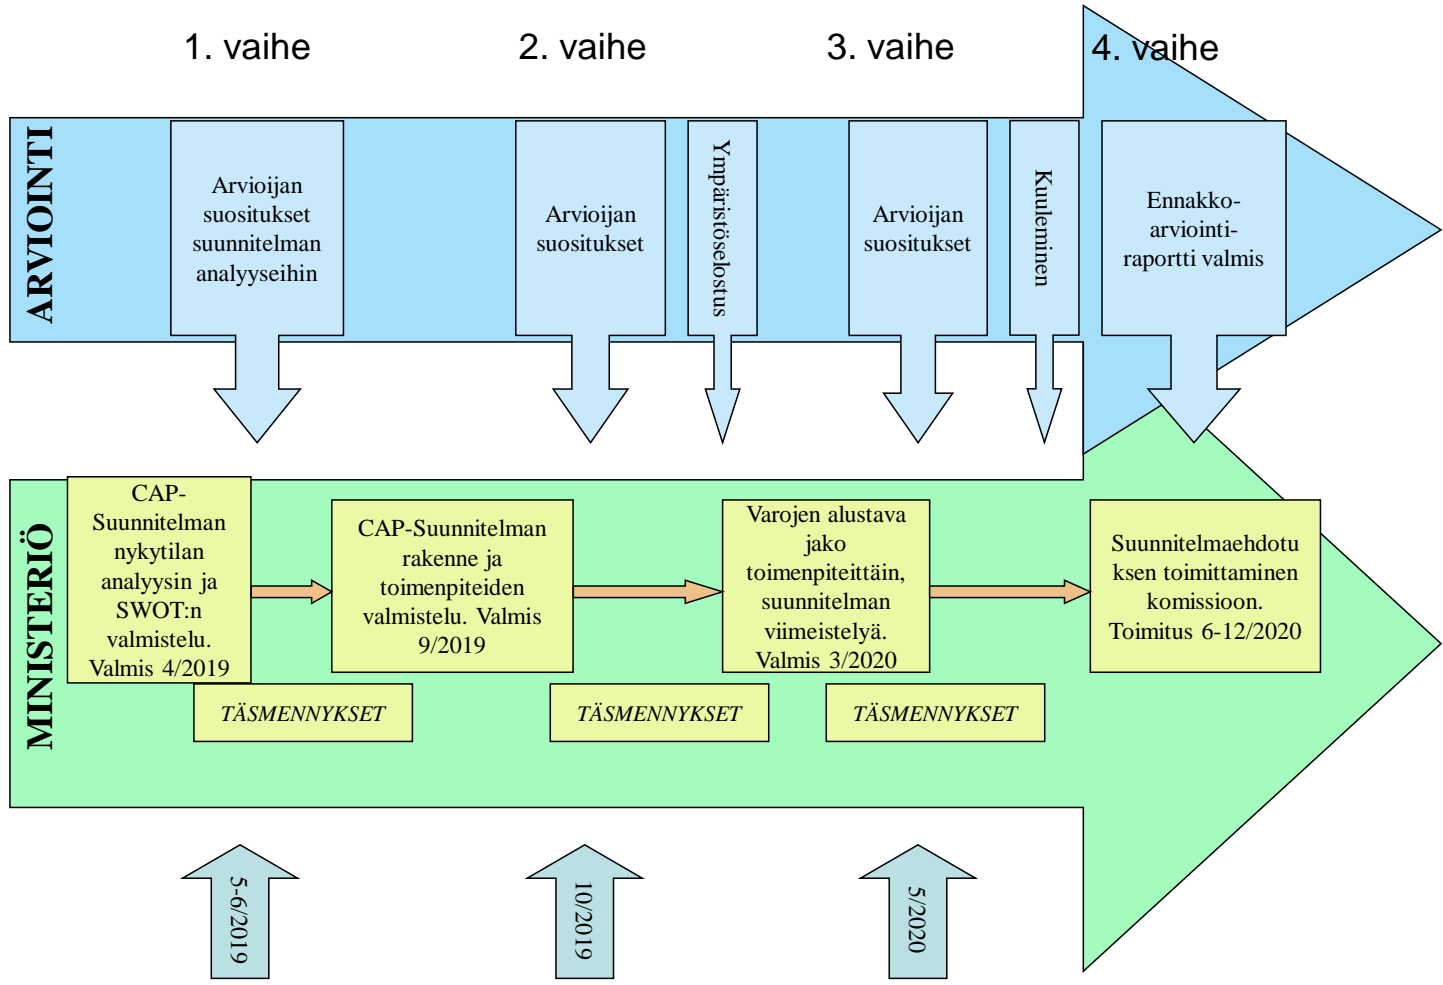 1. vaihe
2. vaihe
3. vaihe
4. vaihe
ARVIOINTI
Arvioijan
suositukset
suunnitelman
analyyseihin
Arvioijan
suositukset
Ympäristöselostus
Arvioijan
suositukset
Kuuleminen
Ennakko-
arviointi-
raportti valmis
MINISTERIÖ
CAP-
Suunnitelman
nykytilan
analyysin ja
SWOT:n
valmistelu.
Valmis 4/2019
CAP-Suunnitelman
rakenne ja
toimenpiteiden
valmistelu. Valmis
9/2019
Varojen alustava
jako
toimenpiteittäin,
suunnitelman
viimeistelyä.
Valmis 3/2020
Suunnitelmaehdotu
ksen toimittaminen
komissioon.
Toimitus 6-12/2020
TÄSMENNYKSET
TÄSMENNYKSET
TÄSMENNYKSET
5-6/2019
10/2019
5/2020